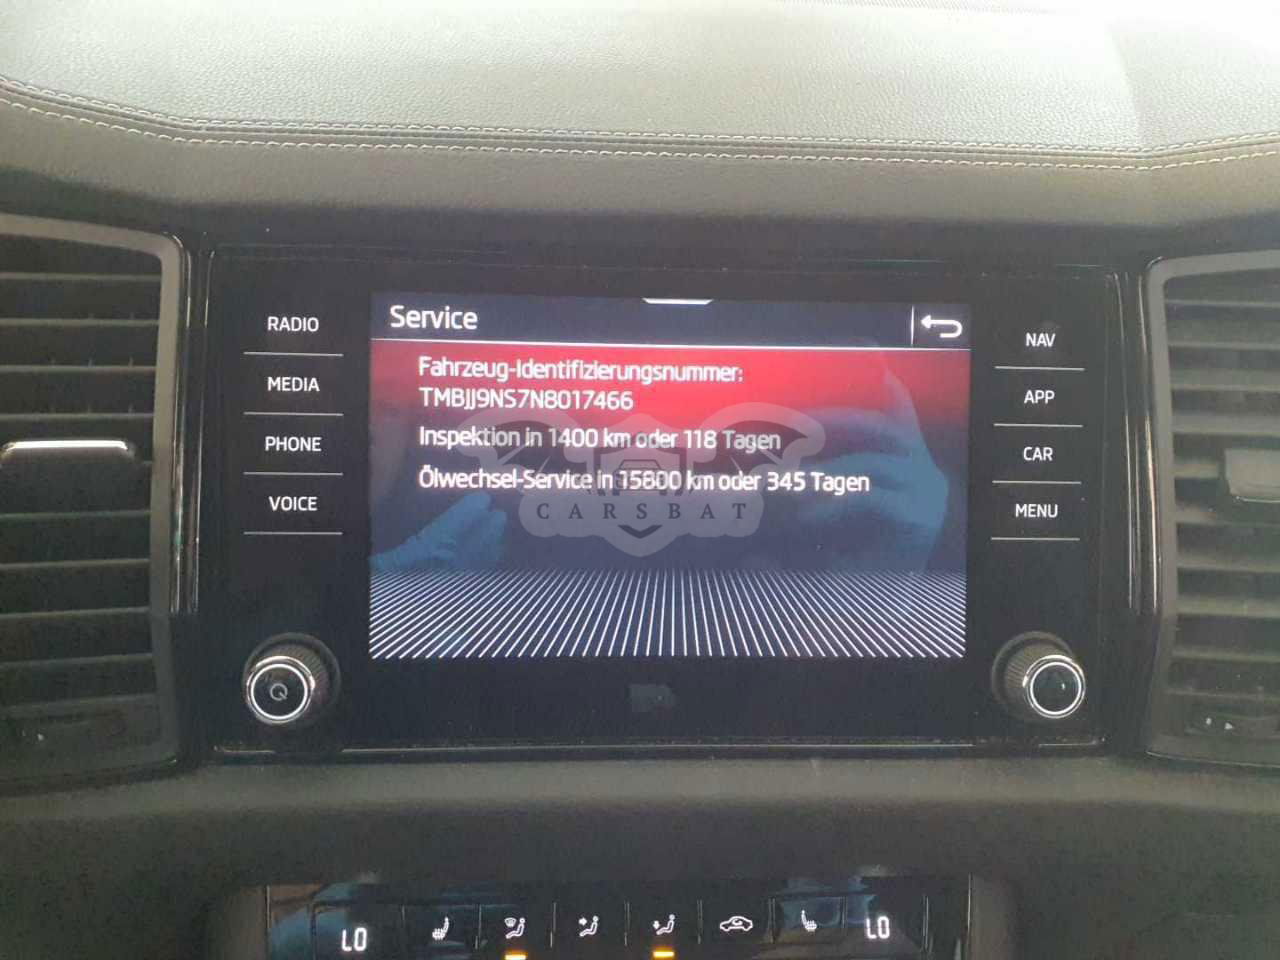 Service
RADIO
MEDIA
PHONE
VOICE
Fahrzeug-Identifizierungsnummer:
TMBJJ9NS7N8017466
Inspektion in 1400 km oder 118 Tagen
Ölwechsel-Service in 15800 km oder 345 Tagen
CARSBAT
NAV
APP
CAR
MENU
LO
LO